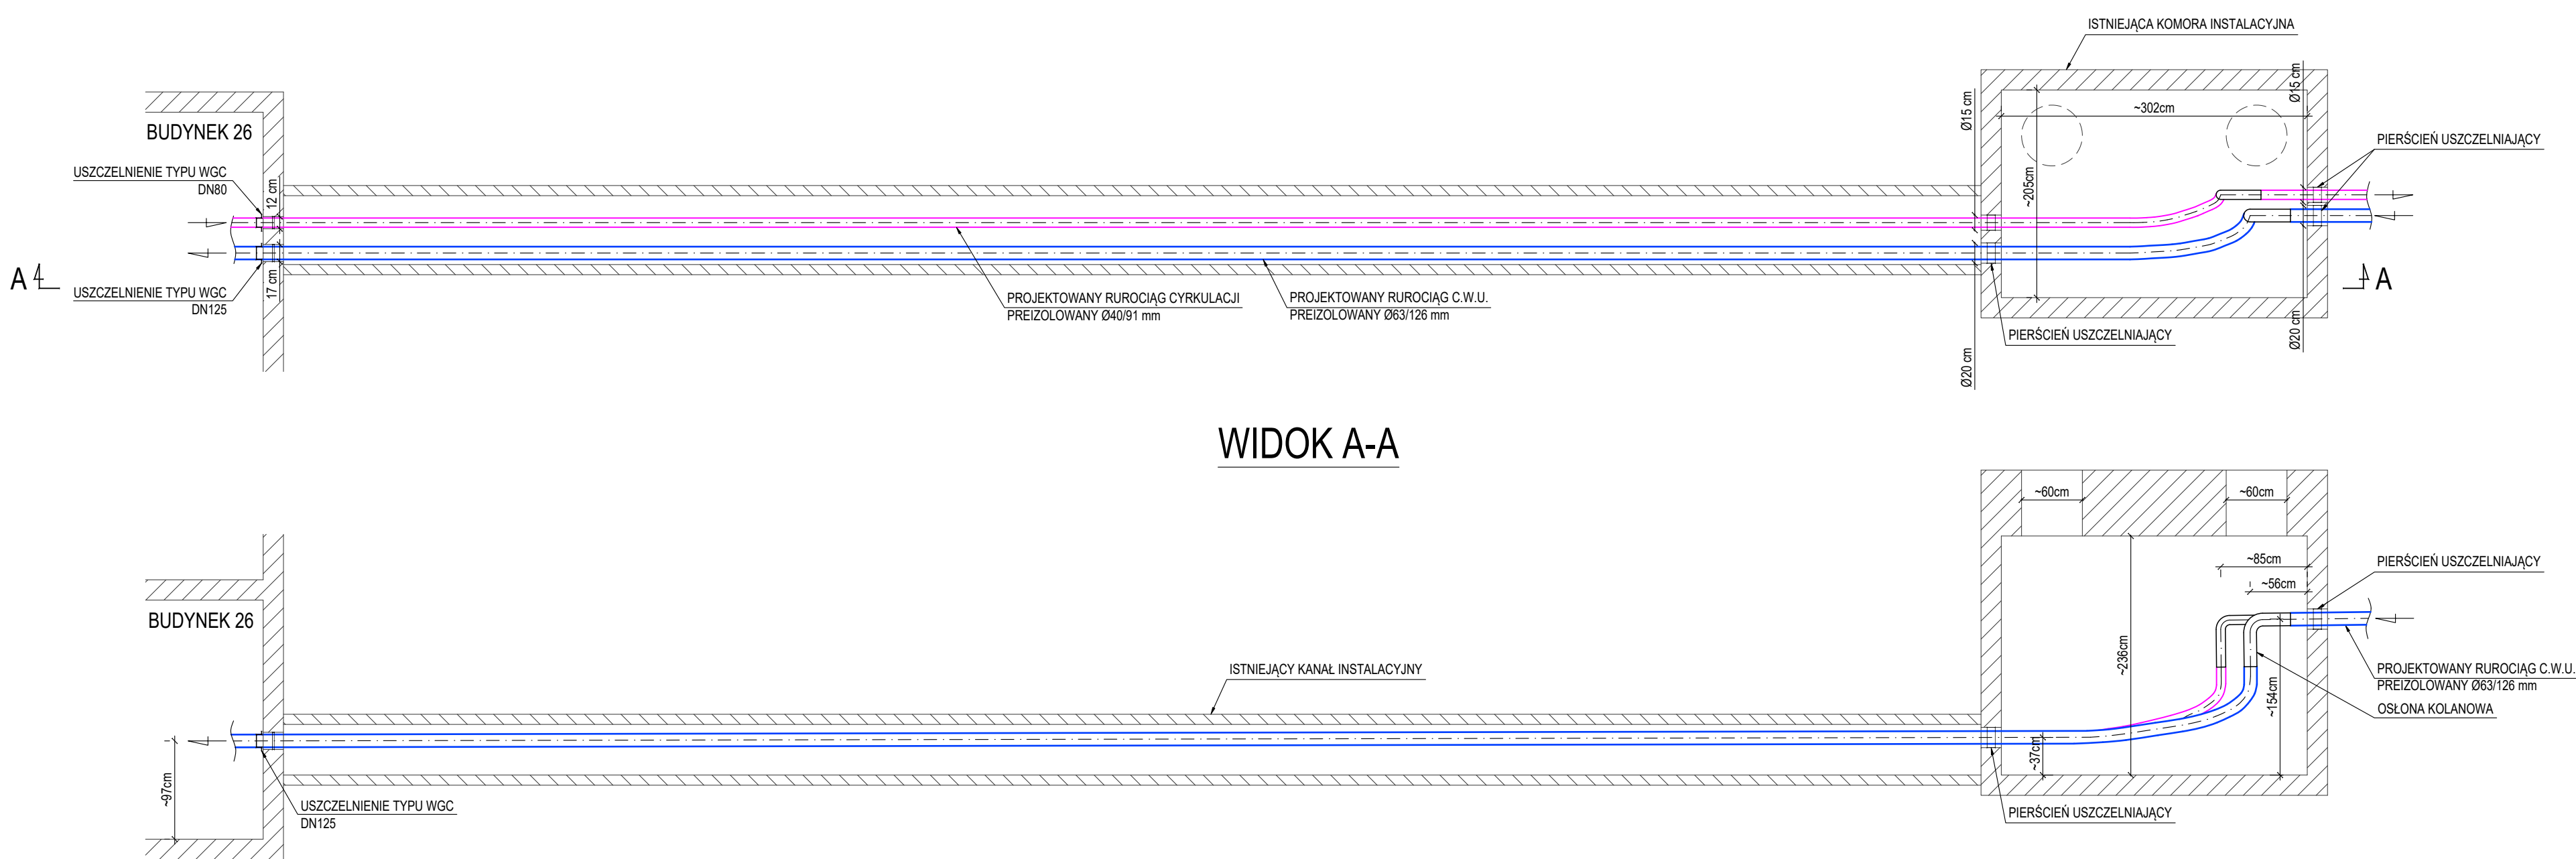 ISTNIEJĄCA KOMORA INSTALACYJNA
Ø15 cm
Ø15 cm
~302cm
BUDYNEK 26
PIERŚCIEŃ USZCZELNIAJĄCY
USZCZELNIENIE TYPU WGC
DN80
12 cm
~205cm
A
A
17 cm
USZCZELNIENIE TYPU WGC
DN125
PROJEKTOWANY RUROCIĄG CYRKULACJI
PREIZOLOWANY Ø40/91 mm
PROJEKTOWANY RUROCIĄG C.W.U.
PREIZOLOWANY Ø63/126 mm
PIERŚCIEŃ USZCZELNIAJĄCY
Ø20 cm
Ø20 cm
WIDOK A-A
~60cm
~60cm
~85cm
PIERŚCIEŃ USZCZELNIAJĄCY
~56cm
BUDYNEK 26
~236cm
ISTNIEJĄCY KANAŁ INSTALACYJNY
PROJEKTOWANY RUROCIĄG C.W.U.
PREIZOLOWANY Ø63/126 mm
~154cm
OSŁONA KOLANOWA
~37cm
~97cm
USZCZELNIENIE TYPU WGC
DN125
PIERŚCIEŃ USZCZELNIAJĄCY